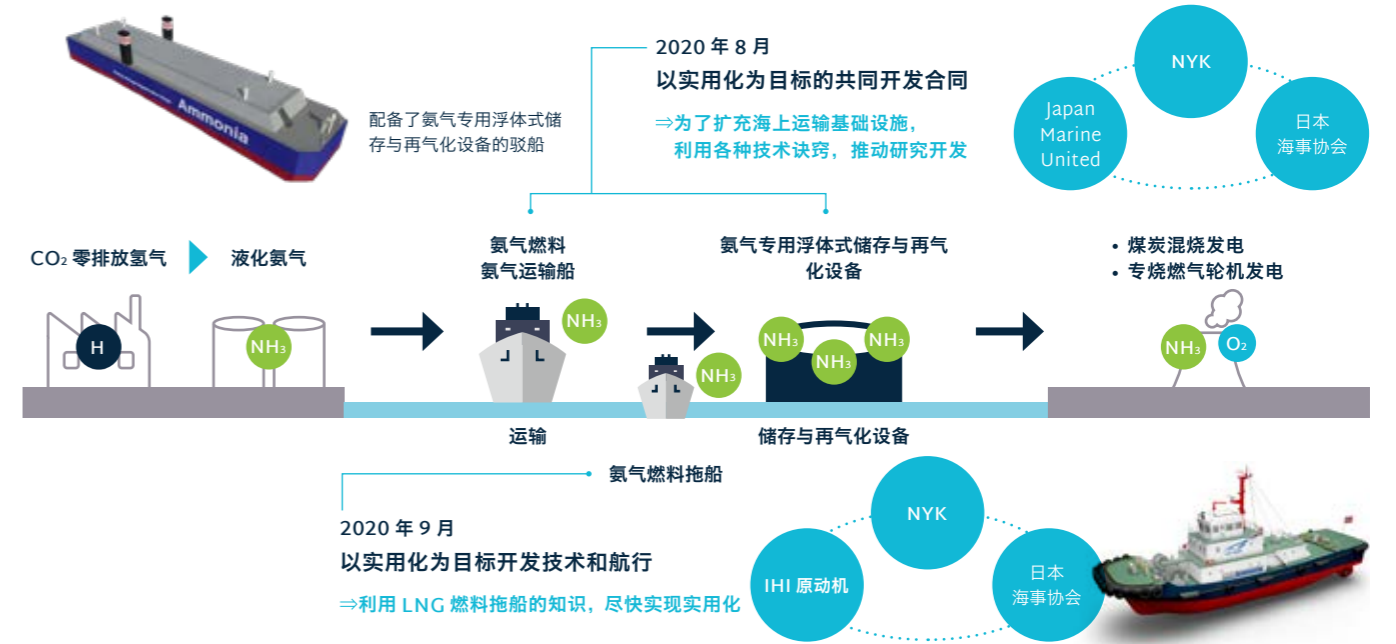 2020 年 8 月
以实用化为目标的共同开发合同
⇒为了扩充海上运输基础设施，
利用各种技术诀窍，推动研究开发
NYK
Japan
Marine
United
日本
海事协会
Ammonia
配备了氨气专用浮体式储
存与再气化设备的驳船
CO₂ 零排放氢气
液化氨气
氨气燃料
氨气运输船
氨气专用浮体式储存与再气
化设备
• 煤炭混烧发电
• 专烧燃气轮机发电
H
NH₃
NH₃
NH₃
NH₃
NH₃
NH₃
NH₃
O₂
运输
储存与再气化设备
氨气燃料拖船
2020 年 9 月
以实用化为目标开发技术和航行
⇒利用 LNG 燃料拖船的知识，尽快实现实用化
NYK
IHI 原动机
日本
海事协会